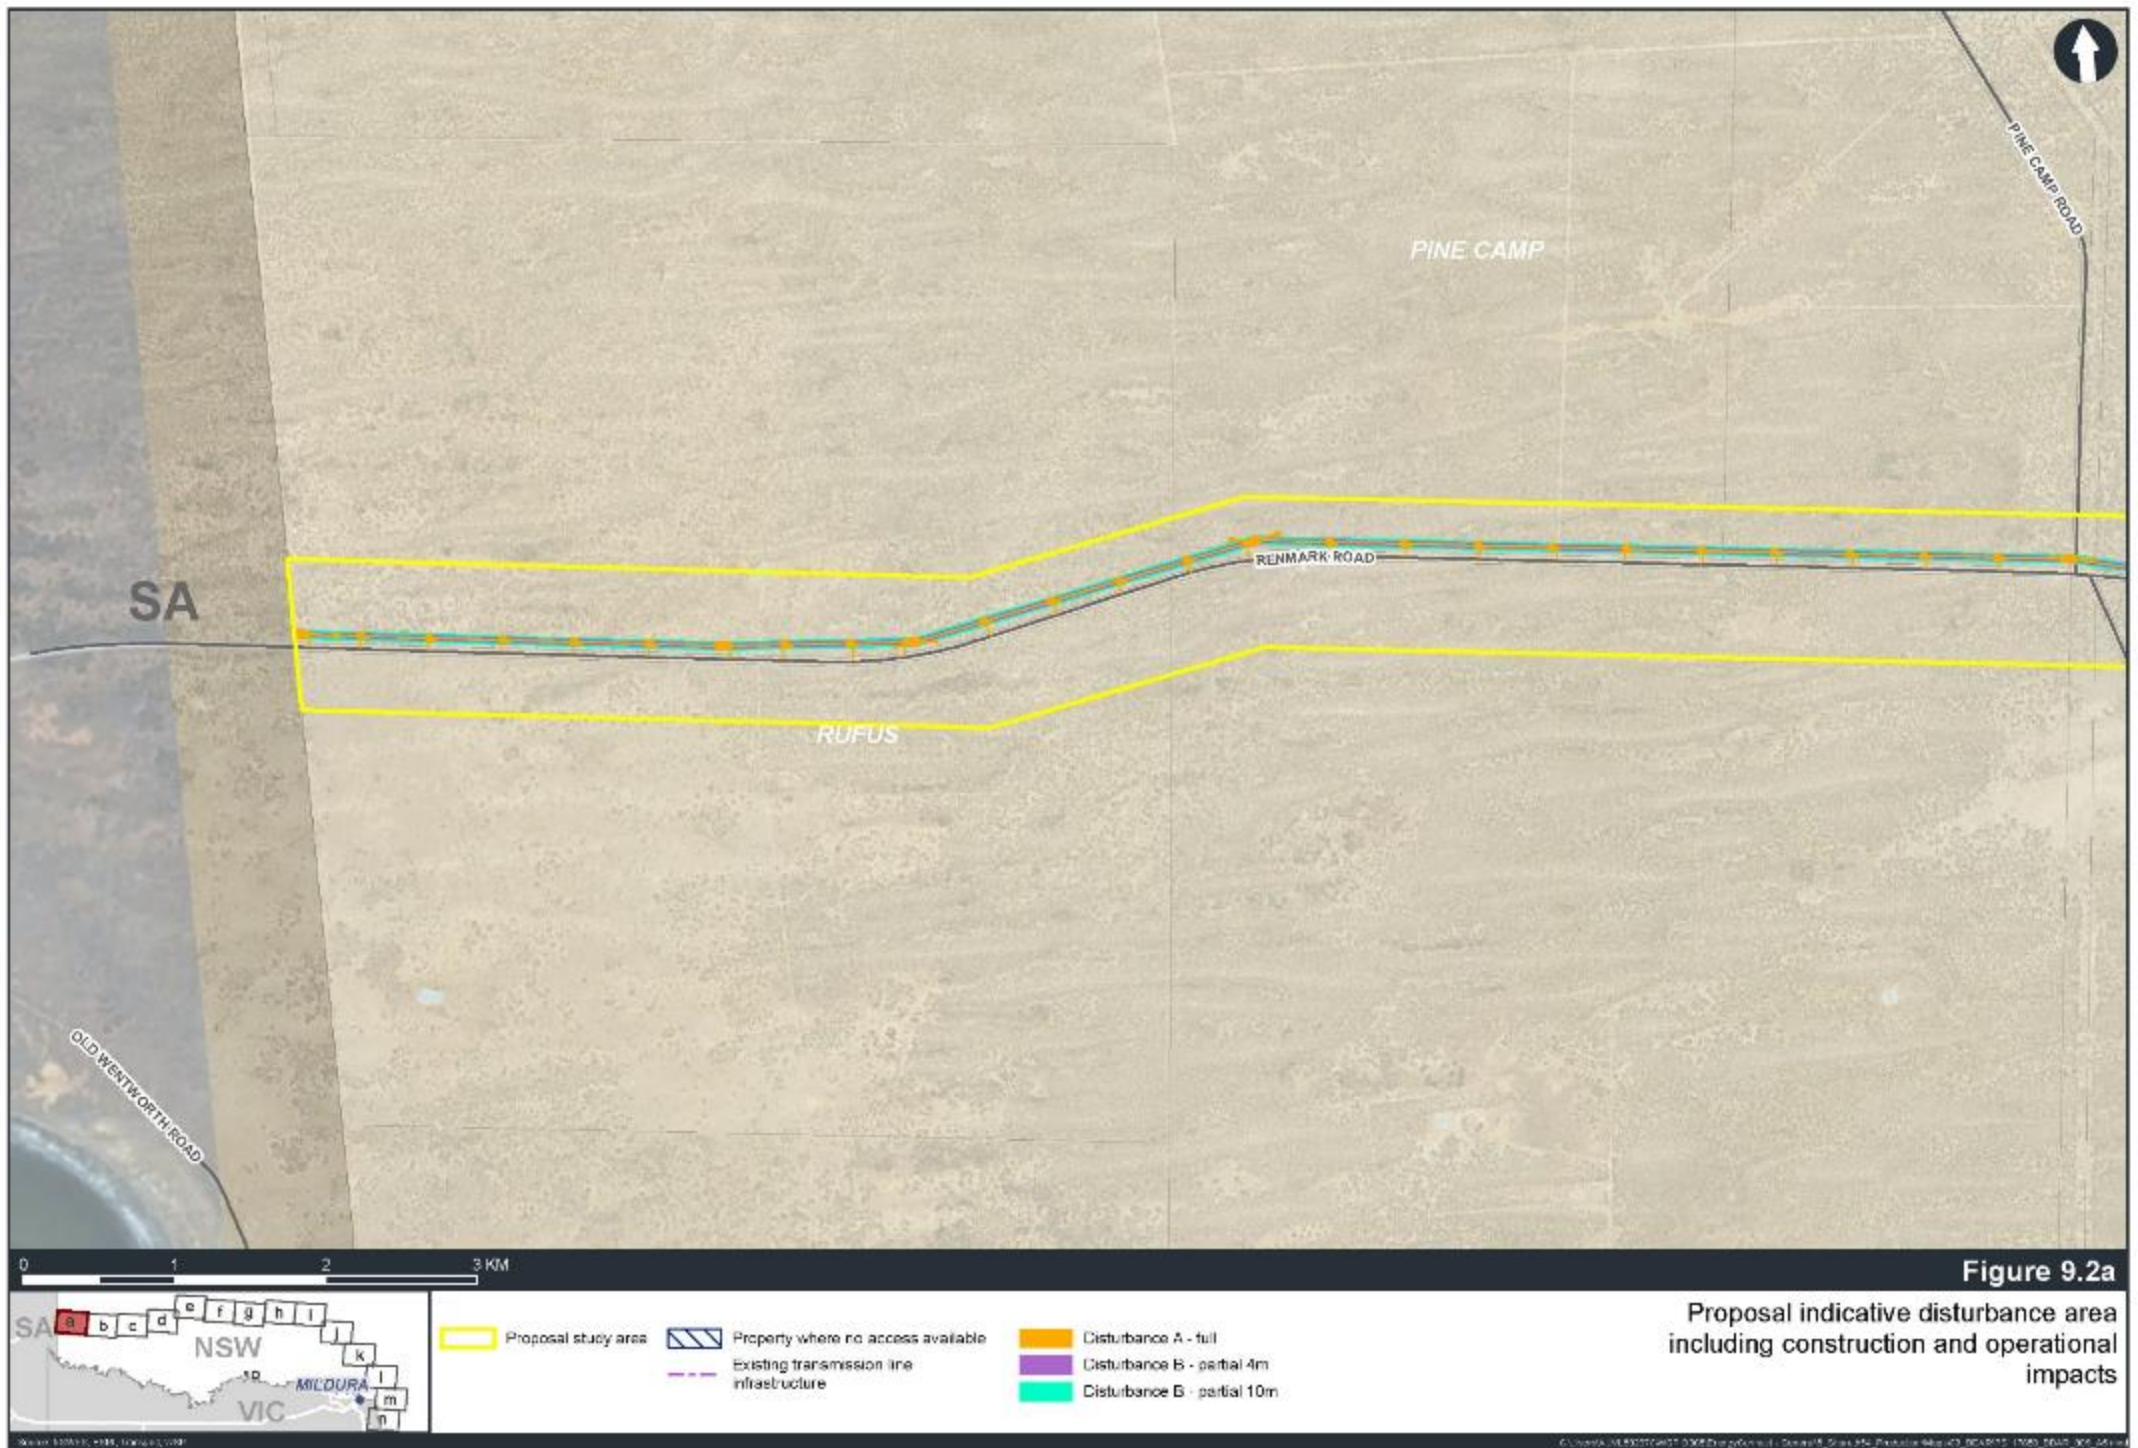 PINE CAMP ROAD
PINE CAMP
RENMARK ROAD
SA
RUFUS
OLD WENTWORTH ROAD
0 1 2 3 KM
Figure 9.2a
Proposal indicative disturbance area
including construction and operational
impacts
SA
a b c d e f g h i
j
NSW
k
l
MILDURA
m
VIC
n
Proposal study area
Property where no access available
Existing transmission line
infrastructure
Disturbance A - full
Disturbance B - partial 4m
Disturbance B - partial 10m